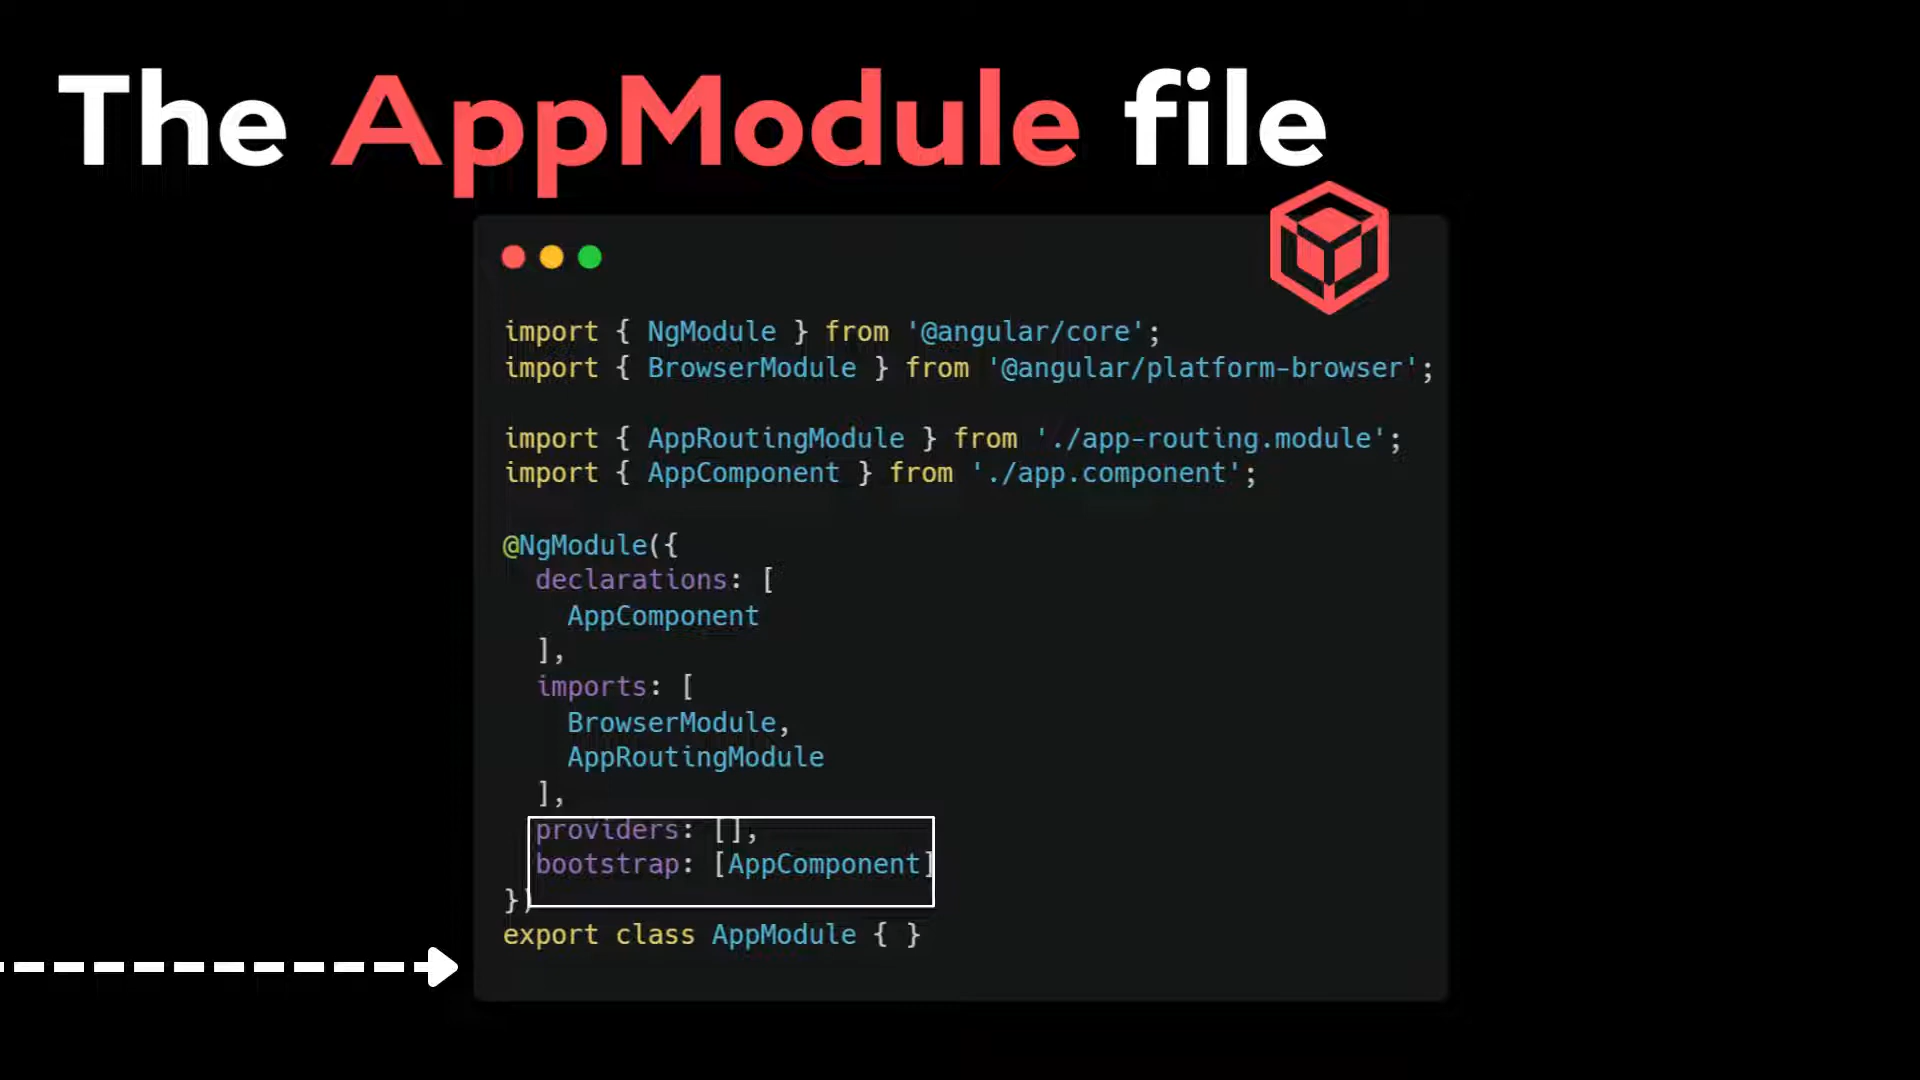 The AppModule file
import { NgModule } from '@angular/core';
import { BrowserModule } from '@angular/platform-browser';
import { AppRoutingModule } from './app-routing.module';
import { AppComponent } from './app.component';
@NgModule({
  declarations: [
    AppComponent
  ],
  imports: [
    BrowserModule,
    AppRoutingModule
  ],
  providers: [],
  bootstrap: [AppComponent]
})
export class AppModule { }